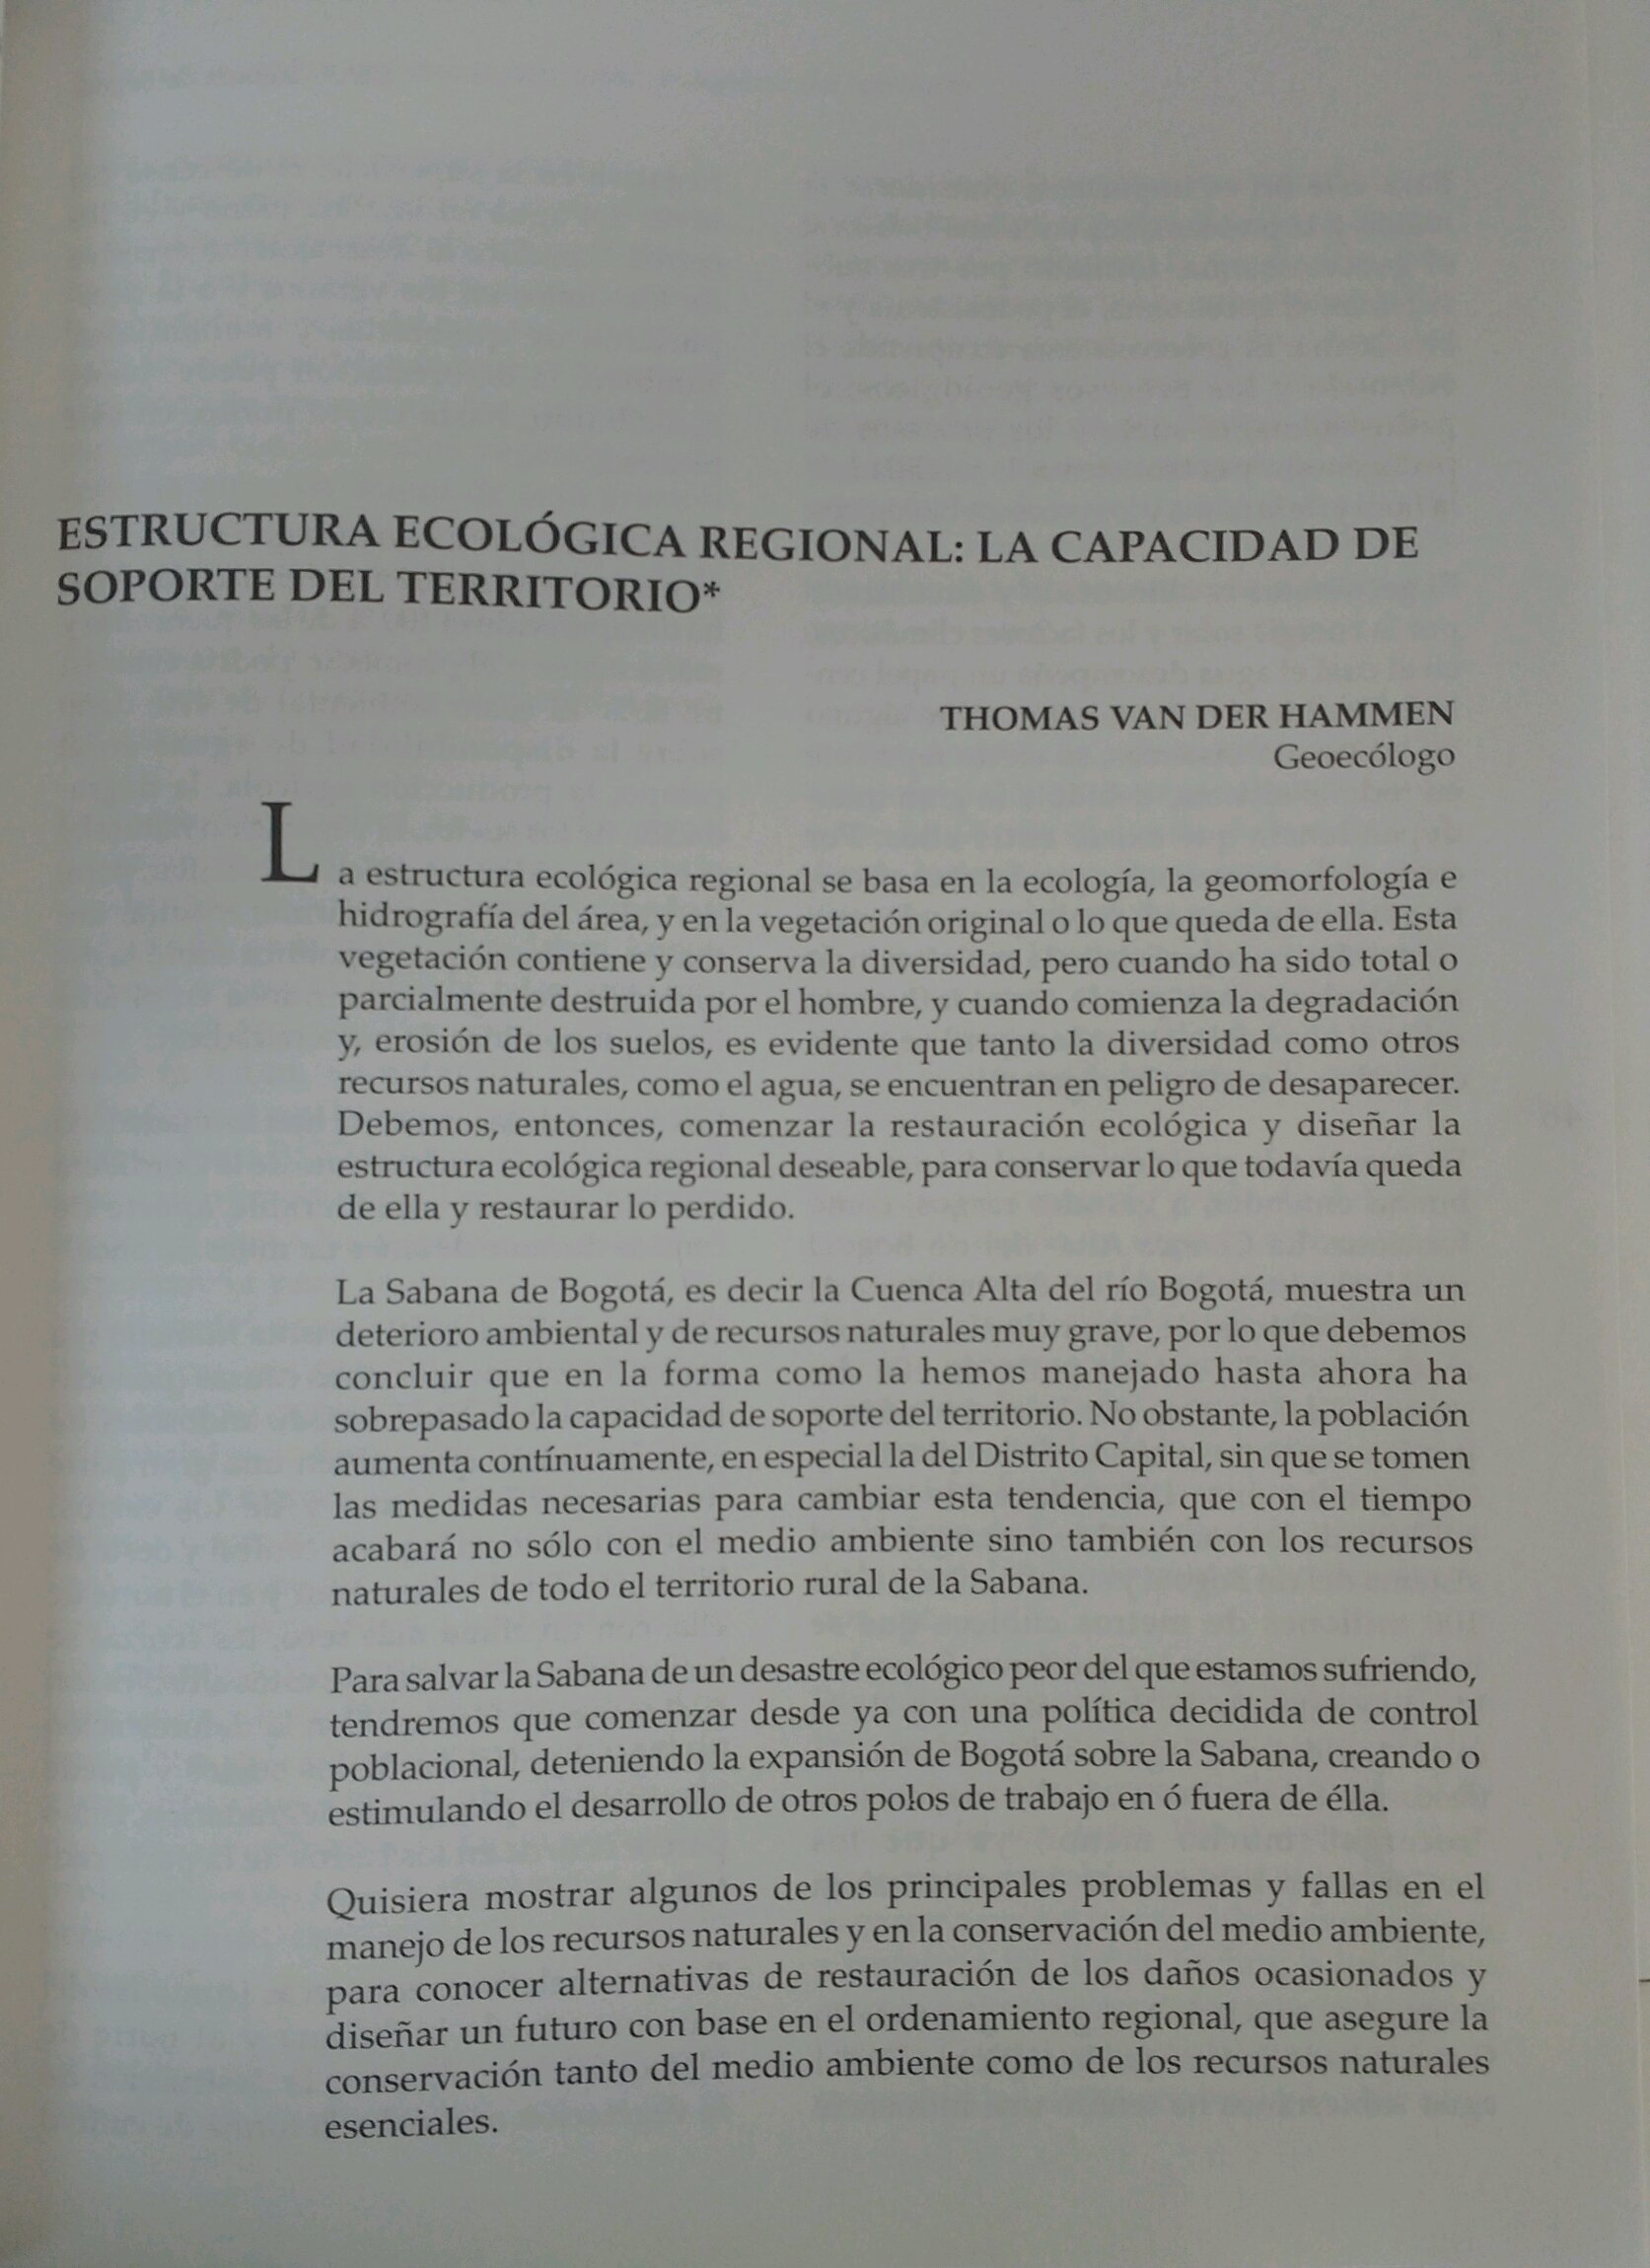 ESTRUCTURA ECOLÓGICA REGIONAL: LA CAPACIDAD DE
SOPORTE DEL TERRITORIO*
THOMAS VAN DER HAMMEN
Geoecólogo
La estructura ecológica regional se basa en la ecología, la geomorfología e
hidrografía del área, y en la vegetación original o lo que queda de ella. Esta
vegetación contiene y conserva la diversidad, pero cuando ha sido total o
parcialmente destruida por el hombre, y cuando comienza la degradación
y, erosión de los suelos, es evidente que tanto la diversidad como otros
recursos naturales, como el agua, se encuentran en peligro de desaparecer.
Debemos, entonces, comenzar la restauración ecológica y diseñar la
estructura ecológica regional deseable, para conservar lo que todavía queda
de ella y restaurar lo perdido.
La Sabana de Bogotá, es decir la Cuenca Alta del río Bogotá, muestra un
deterioro ambiental y de recursos naturales muy grave, por lo que debemos
concluir que en la forma como la hemos manejado hasta ahora ha
sobrepasado la capacidad de soporte del territorio. No obstante, la población
aumenta contínuamente, en especial la del Distrito Capital, sin que se tomen
las medidas necesarias para cambiar esta tendencia, que con el tiempo
acabará no sólo con el medio ambiente sino también con los recursos
naturales de todo el territorio rural de la Sabana.
Para salvar la Sabana de un desastre ecológico peor del que estamos sufriendo,
tendremos que comenzar desde ya con una política decidida de control
poblacional, deteniendo la expansión de Bogotá sobre la Sabana, creando o
estimulando el desarrollo de otros polos de trabajo en ó fuera de élla.
Quisiera mostrar algunos de los principales problemas y fallas en el
manejo de los recursos naturales y en la conservación del medio ambiente,
para conocer alternativas de restauración de los daños ocasionados y
diseñar un futuro con base en el ordenamiento regional, que asegure la
conservación tanto del medio ambiente como de los recursos naturales
esenciales.